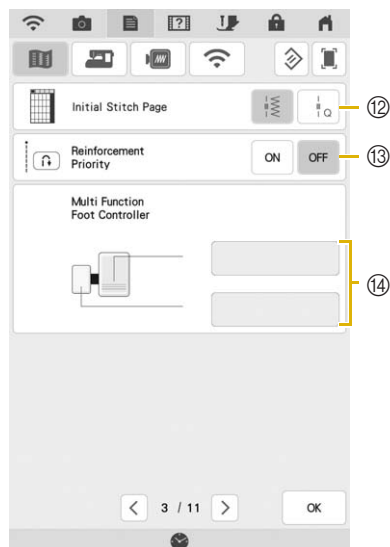 Initial Stitch Page
Q
⑫
Reinforcement
Priority
ON
OFF
⑬
Multi Function
Foot Controller
⑭
3 / 11
OK